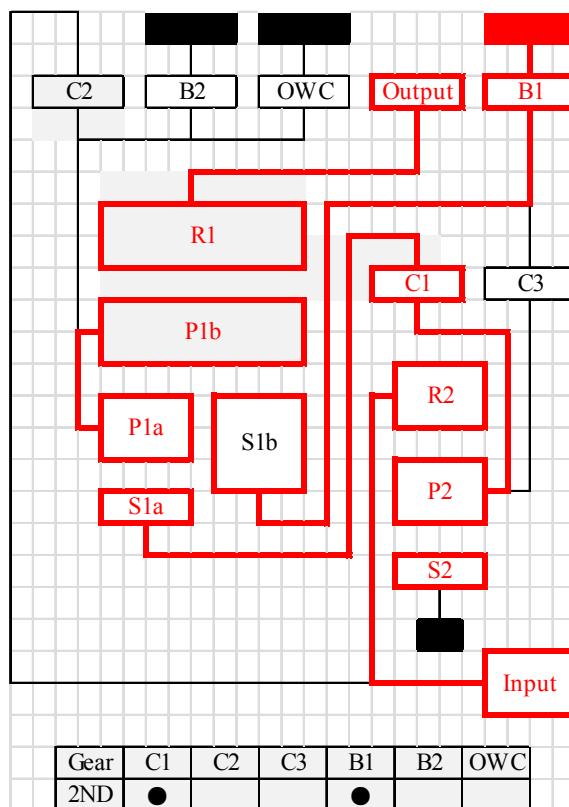 C2 B2 OWC Output B1
R1
C1 C3
P1b
R2
P1a S1b
P2
S1a
S2
Input
Gear C1 C2 C3 B1 B2 OWC
2ND ● ●